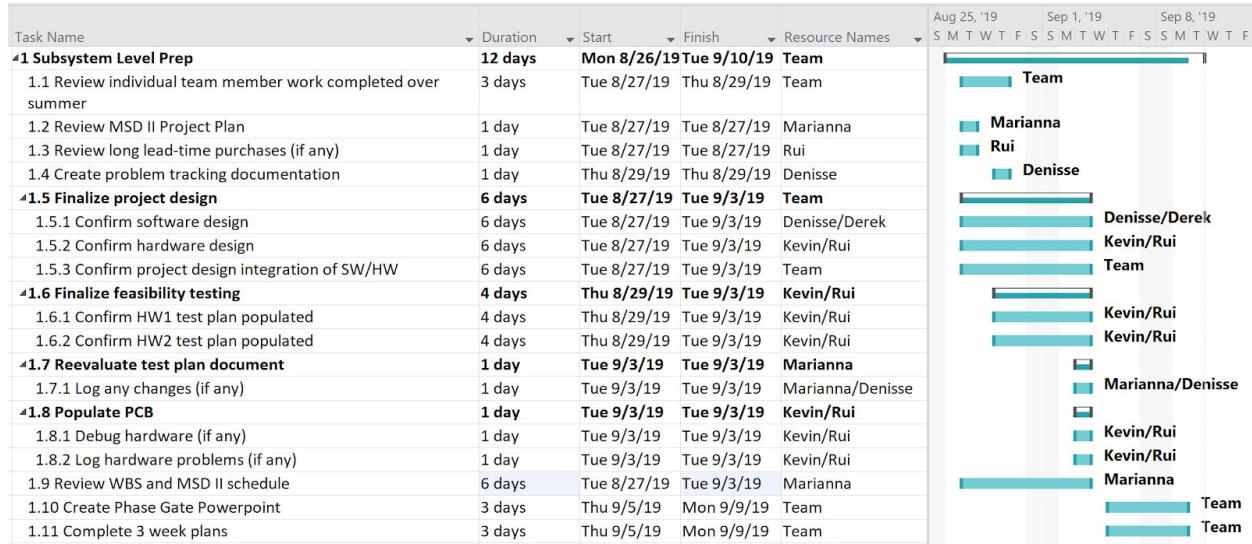 Aug 25, '19 Sep 1, '19 Sep 8, '19
Task Name Duration Start Finish Resource Names S M T W T F S S M T W T F S S M T W T F
1 Subsystem Level Prep 12 days Mon 8/26/19 Tue 9/10/19 Team
1.1 Review individual team member work completed over 3 days Tue 8/27/19 Thu 8/29/19 Team Team
summer
1.2 Review MSD II Project Plan 1 day Tue 8/27/19 Tue 8/27/19 Marianna Marianna
1.3 Review long lead-time purchases (if any) 1 day Tue 8/27/19 Tue 8/27/19 Rui Rui
1.4 Create problem tracking documentation 1 day Thu 8/29/19 Thu 8/29/19 Denisse Denisse
1.5 Finalize project design 6 days Tue 8/27/19 Tue 9/3/19 Team
1.5.1 Confirm software design 6 days Tue 8/27/19 Tue 9/3/19 Denisse/Derek Denisse/Derek
1.5.2 Confirm hardware design 6 days Tue 8/27/19 Tue 9/3/19 Kevin/Rui Kevin/Rui
1.5.3 Confirm project design integration of SW/HW 6 days Tue 8/27/19 Tue 9/3/19 Team Team
1.6 Finalize feasibility testing 4 days Thu 8/29/19 Tue 9/3/19 Kevin/Rui
1.6.1 Confirm HW1 test plan populated 4 days Thu 8/29/19 Tue 9/3/19 Kevin/Rui Kevin/Rui
1.6.2 Confirm HW2 test plan populated 4 days Thu 8/29/19 Tue 9/3/19 Kevin/Rui Kevin/Rui
1.7 Reevaluate test plan document 1 day Tue 9/3/19 Tue 9/3/19 Marianna
1.7.1 Log any changes (if any) 1 day Tue 9/3/19 Tue 9/3/19 Marianna/Denisse Marianna/Denisse
1.8 Populate PCB 1 day Tue 9/3/19 Tue 9/3/19 Kevin/Rui
1.8.1 Debug hardware (if any) 1 day Tue 9/3/19 Tue 9/3/19 Kevin/Rui Kevin/Rui
1.8.2 Log hardware problems (if any) 1 day Tue 9/3/19 Tue 9/3/19 Kevin/Rui Kevin/Rui
1.9 Review WBS and MSD II schedule 6 days Tue 8/27/19 Tue 9/3/19 Marianna Marianna
1.10 Create Phase Gate Powerpoint 3 days Thu 9/5/19 Mon 9/9/19 Team Team
1.11 Complete 3 week plans 3 days Thu 9/5/19 Mon 9/9/19 Team Team